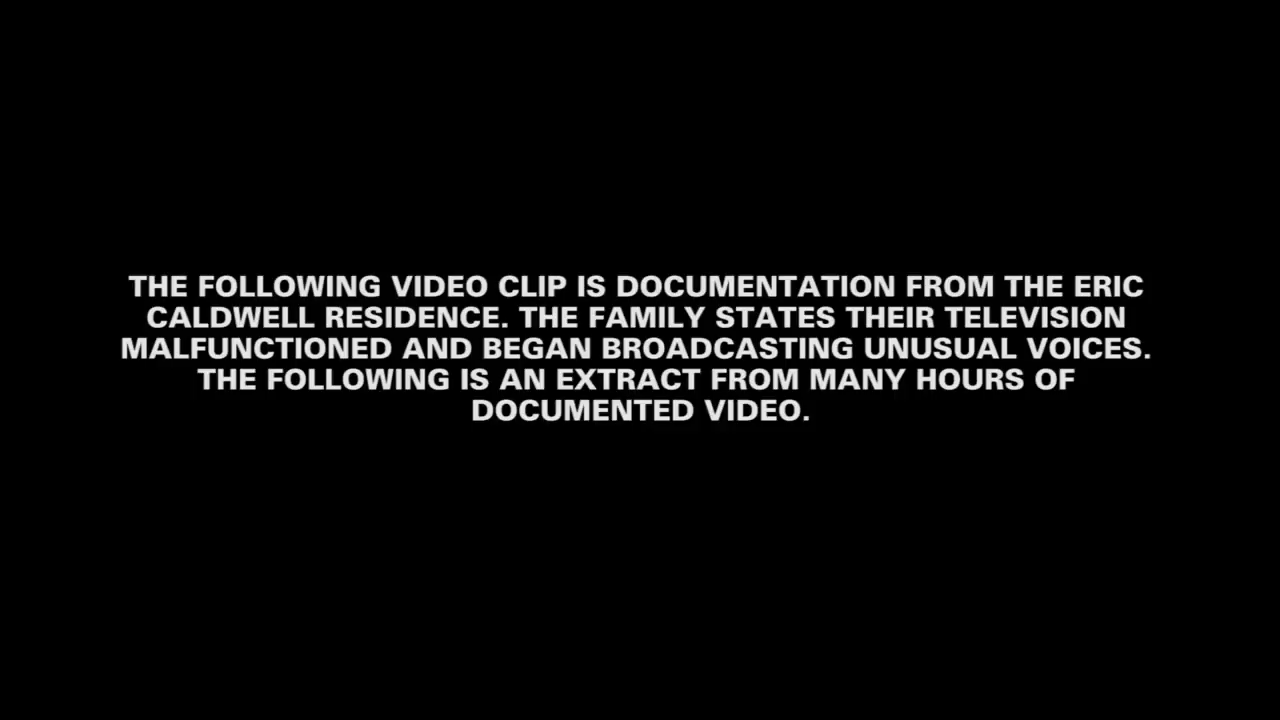 THE FOLLOWING VIDEO CLIP IS DOCUMENTATION FROM THE ERIC
CALDWELL RESIDENCE. THE FAMILY STATES THEIR TELEVISION
MALFUNCTIONED AND BEGAN BROADCASTING UNUSUAL VOICES.
THE FOLLOWING IS AN EXTRACT FROM MANY HOURS OF
DOCUMENTED VIDEO.